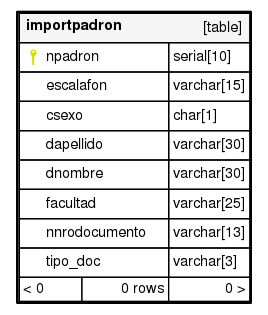 importpadron [table]
npadron serial[10]
escalafon varchar[15]
csexo char[1]
dapellido varchar[30]
dnombre varchar[30]
facultad varchar[25]
nnrodocumento varchar[13]
tipo_doc varchar[3]
< 0 0 rows 0 >